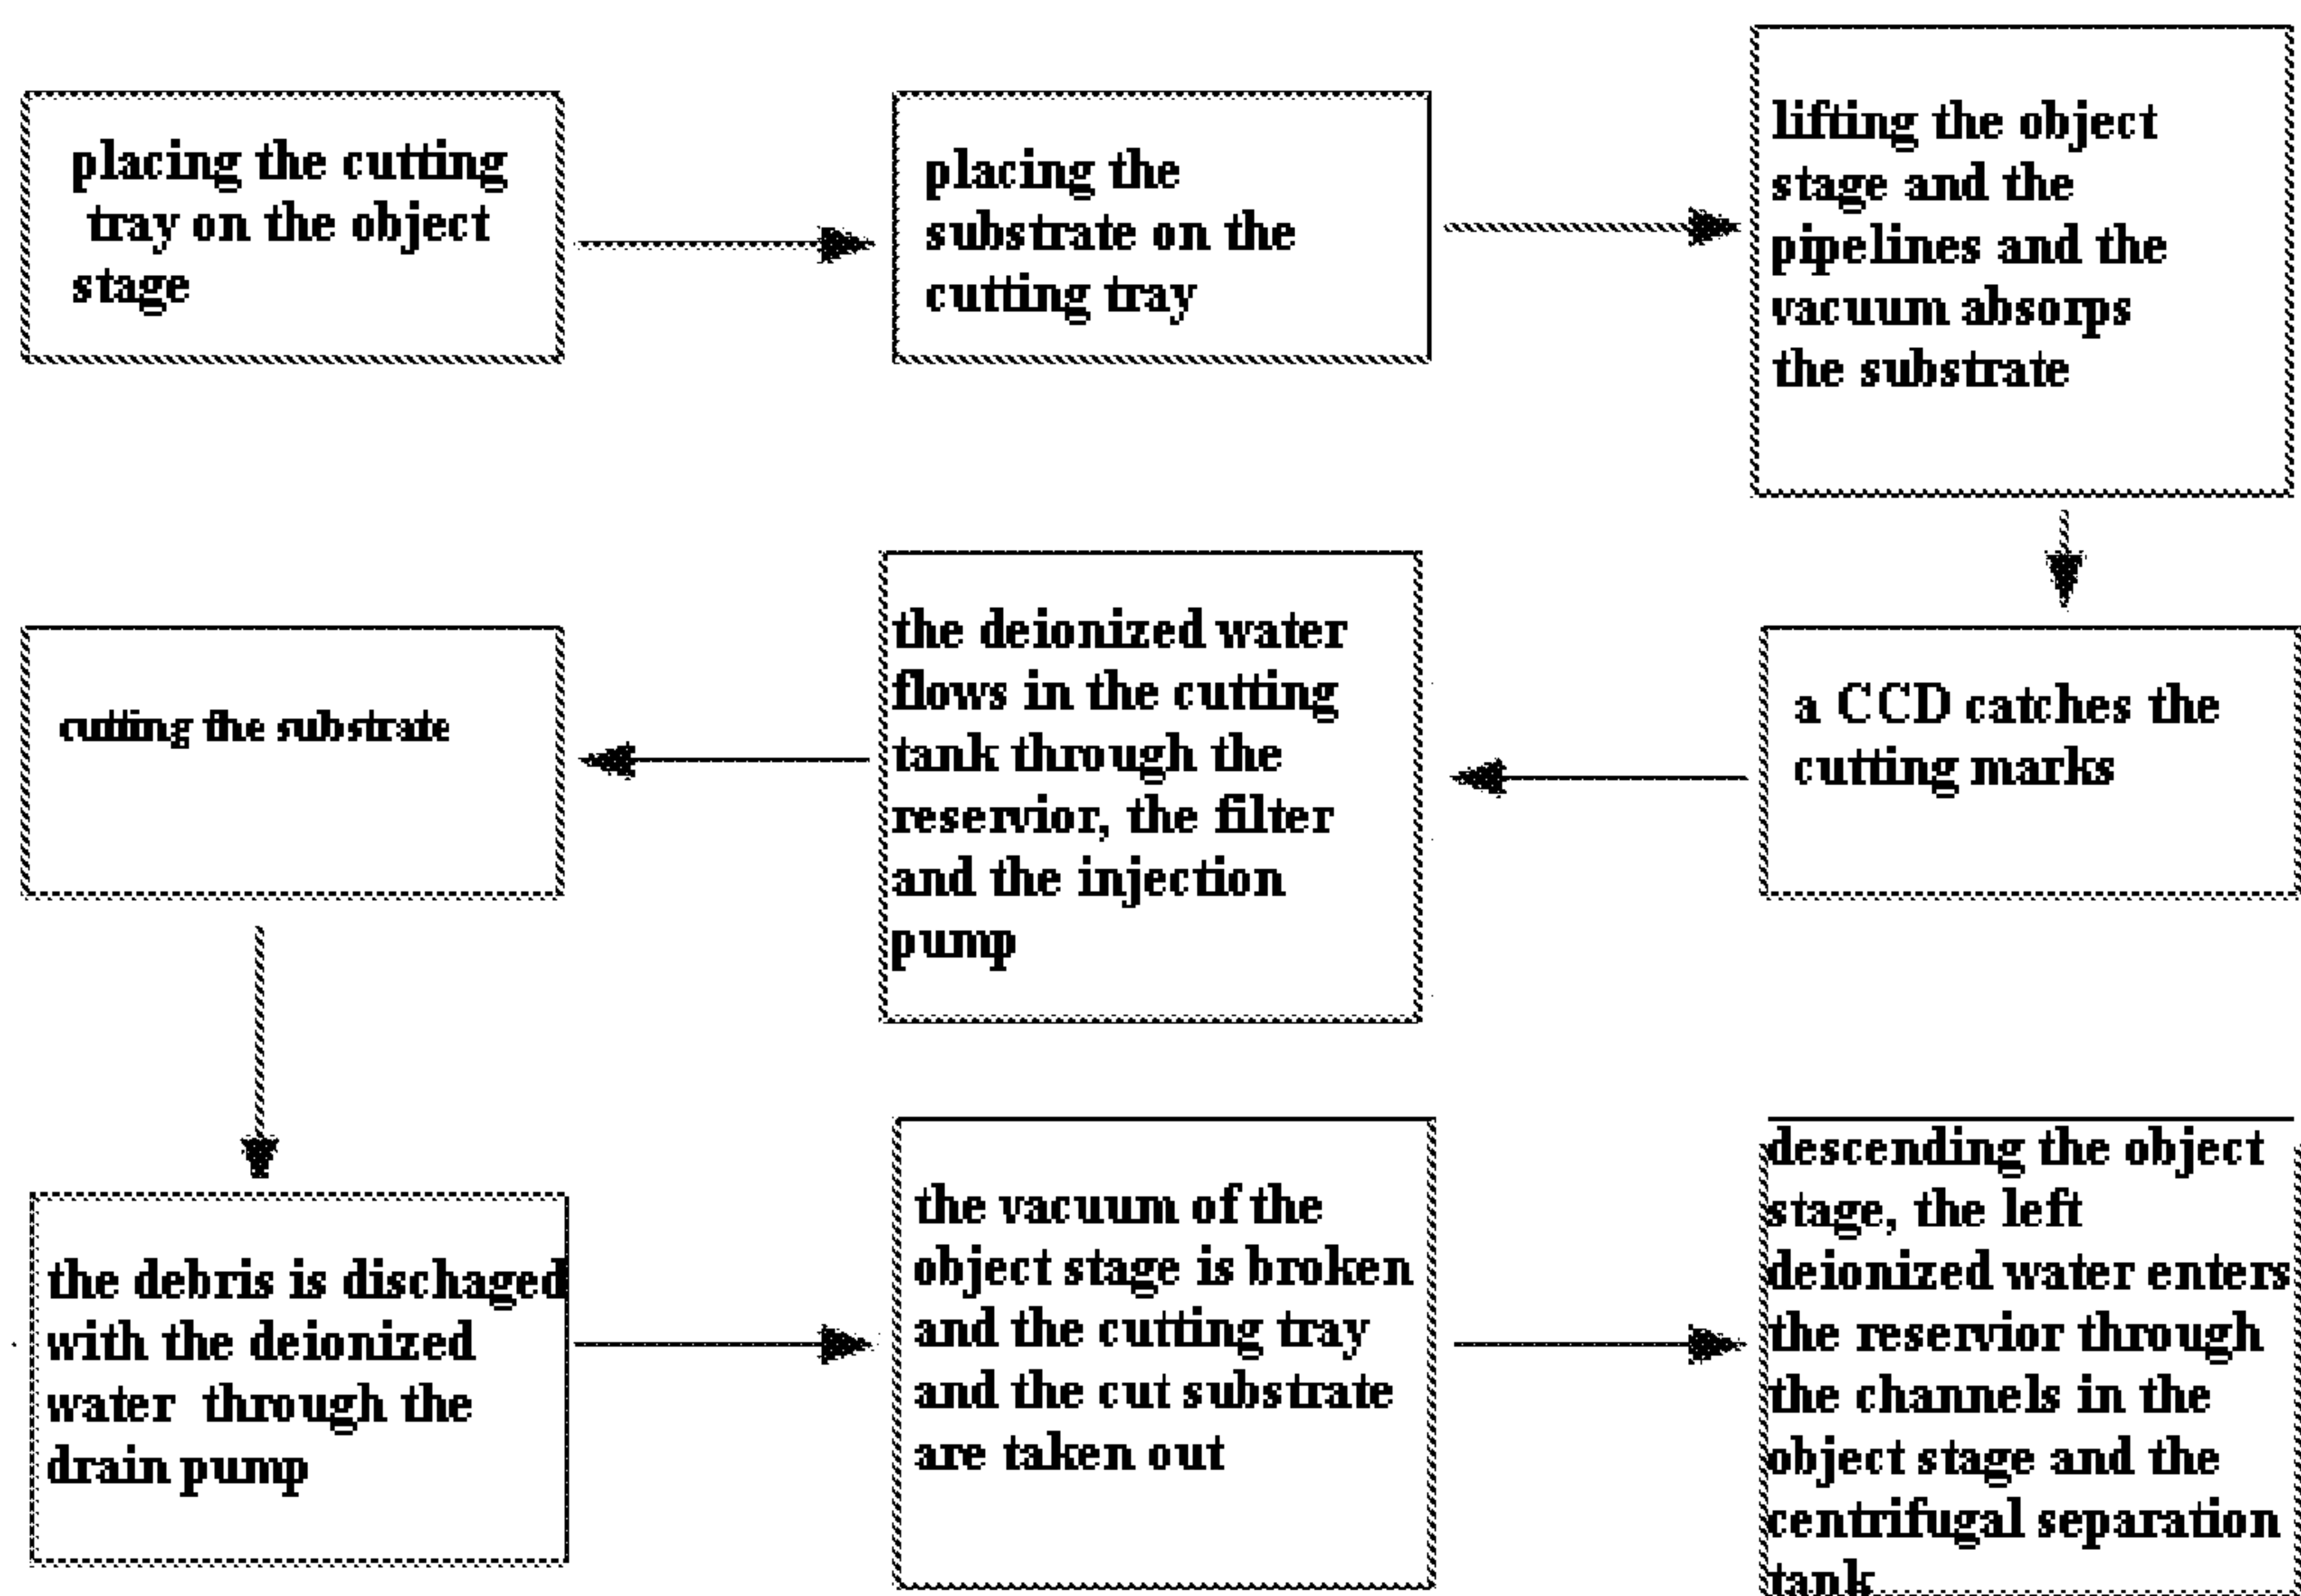 placing the cutting
tray on the object
stage
placing the
substrate on the
cutting tray
lifting the object
stage and the
pipelines and the
vacuum absorps
the substrate
a CCD catches the
cutting marks
the deionized water
flows in the cutting
tank through the
reservior, the filter
and the injection
pump
cutting the substrate
the debris is dischaged
with the deionized
water through the
drain pump
the vacuum of the
object stage is broken
and the cutting tray
and the cut substrate
are taken out
descending the object
stage, the left
deionized water enters
the reservior through
the channels in the
object stage and the
centrifugal separation
tank